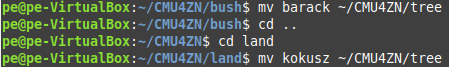 pe@pe-VirtualBox:~/CMU4ZN/bush$ mv barack ~/CMU4ZN/tree
pe@pe-VirtualBox:~/CMU4ZN/bush$ cd ..
pe@pe-VirtualBox:~/CMU4ZN$ cd land
pe@pe-VirtualBox:~/CMU4ZN/land$ mv kokusz ~/CMU4ZN/tree